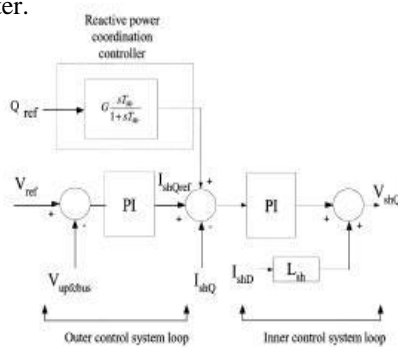 ter.
Reactive power
coordination
controller
Q ref
G sT / 1+sT
V ref
+
-
PI
I shQref
+
+
-
PI
+
+
V shQ
V upfcbus
I shQ
I shD
L sh
Outer control system loop
Inner control system loop